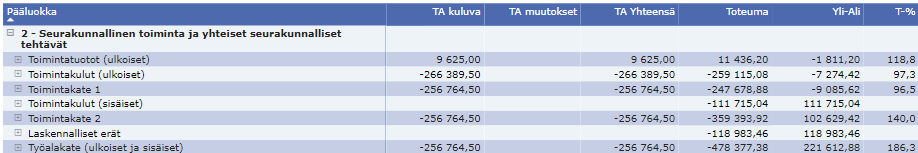 Pääluokka TA kuluva TA muutokset TA Yhteensä Toteuma Yli-Ali T-%
2 - Seurakunnallinen toiminta ja yhteiset seurakunnalliset
tehtävät
Toimintatuotot (ulkoiset) 9 625,00 9 625,00 11 436,20 -1 811,20 118,8
Toimintakulut (ulkoiset) -266 389,50 -266 389,50 -259 115,08 -7 274,42 97,3
Toimintakate 1 -256 764,50 -256 764,50 -247 678,88 -9 085,62 96,5
Toimintakulut (sisäiset) -111 715,04 111 715,04
Toimintakate 2 -256 764,50 -256 764,50 -359 393,92 102 629,42 140,0
Laskennalliset erät -118 983,46 118 983,46
Työalakate (ulkoiset ja sisäiset) -256 764,50 -256 764,50 -478 377,38 221 612,88 186,3